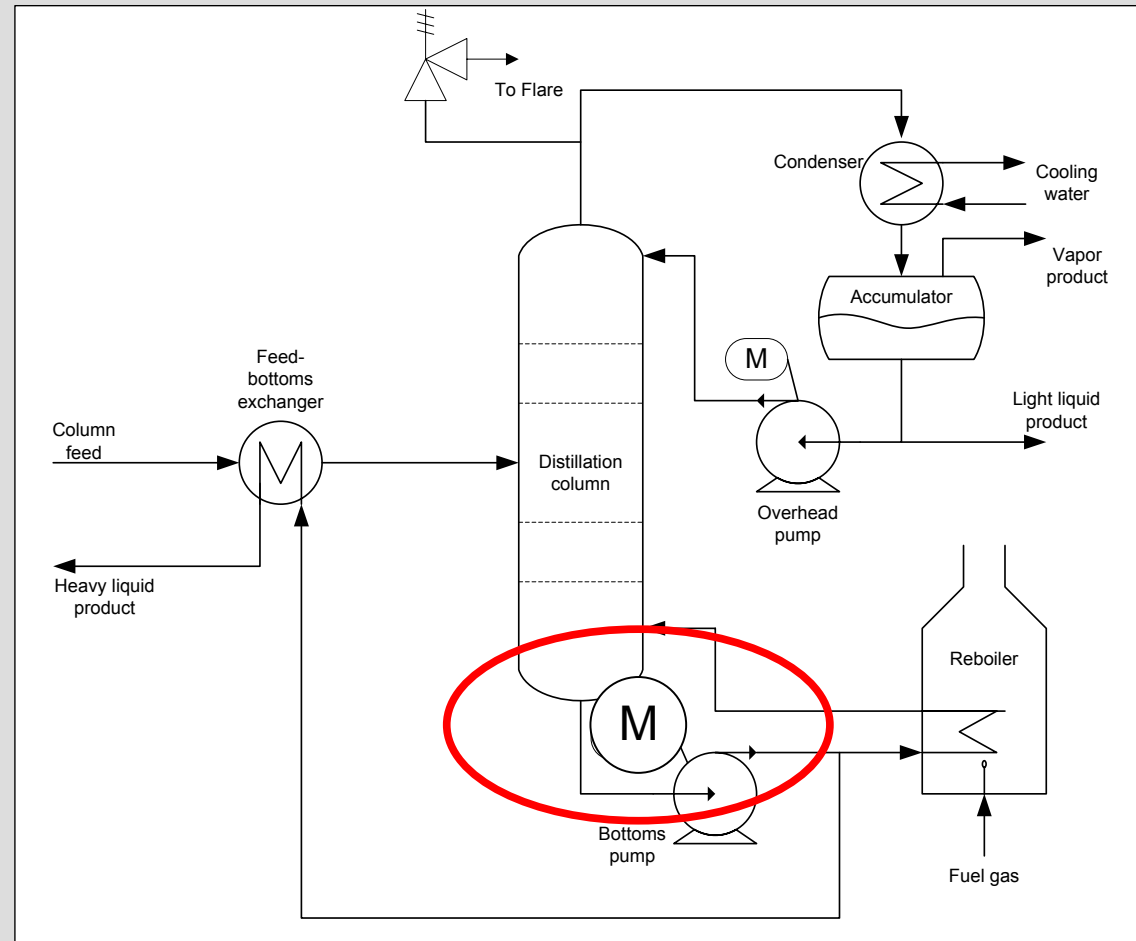 To Flare
Condenser
Cooling
water
Vapor
product
Accumulator
M
Feed-
bottoms
exchanger
Light liquid
product
Column
feed
Distillation
column
Overhead
pump
Heavy liquid
product
Reboiler
M
Bottoms
pump
Fuel gas